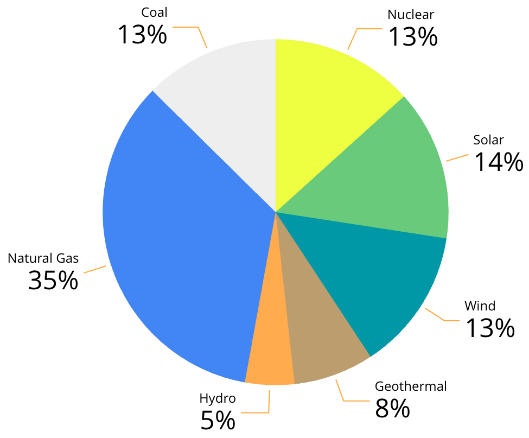 Coal
13%
Nuclear
13%
Solar
14%
Natural Gas
35%
Wind
13%
Geothermal
8%
Hydro
5%